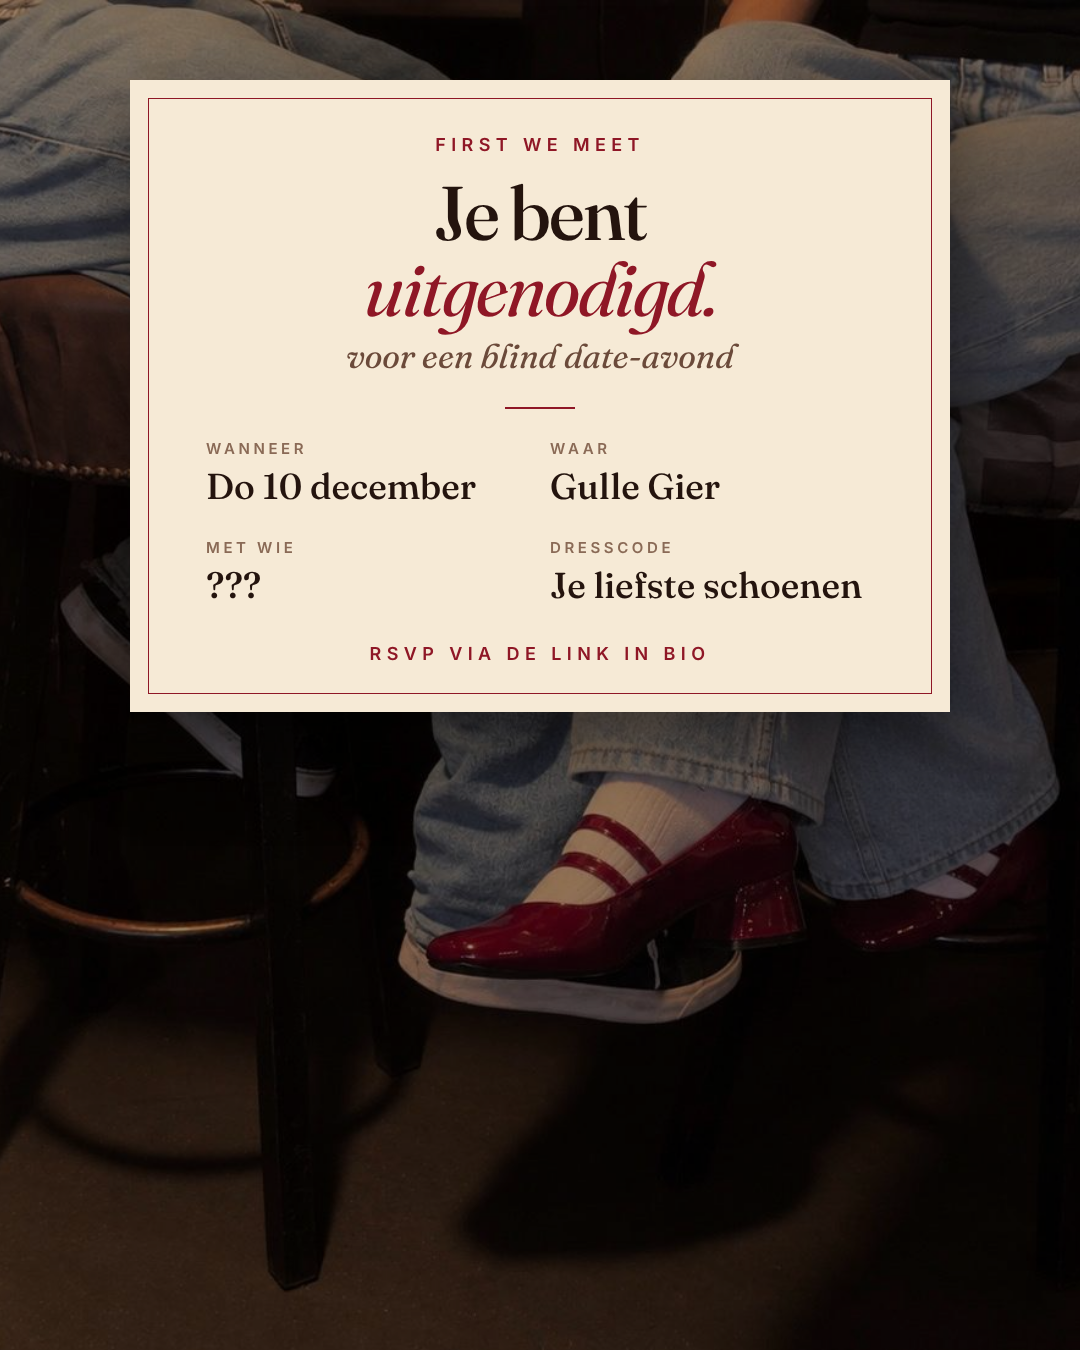 FIRST WE MEET
Je bent
uitgenodigd.
voor een blind date-avond
WANNEER
Do 10 december
WAAR
Gulle Gier
MET WIE
???
DRESSCODE
Je liefste schoenen
RSVP VIA DE LINK IN BIO